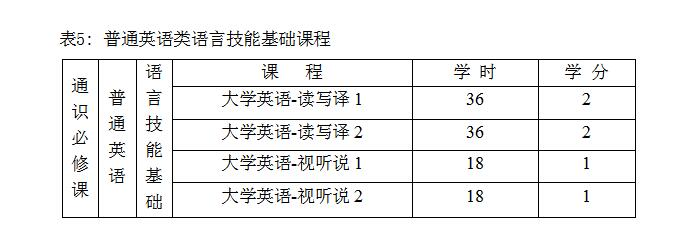 表5: 普通英语类语言技能基础课程
通识必修课
普通英语
语言技能基础
课 程 学 时 学 分
大学英语-读写译 1 36 2
大学英语-读写译 2 36 2
大学英语-视听说 1 18 1
大学英语-视听说 2 18 1